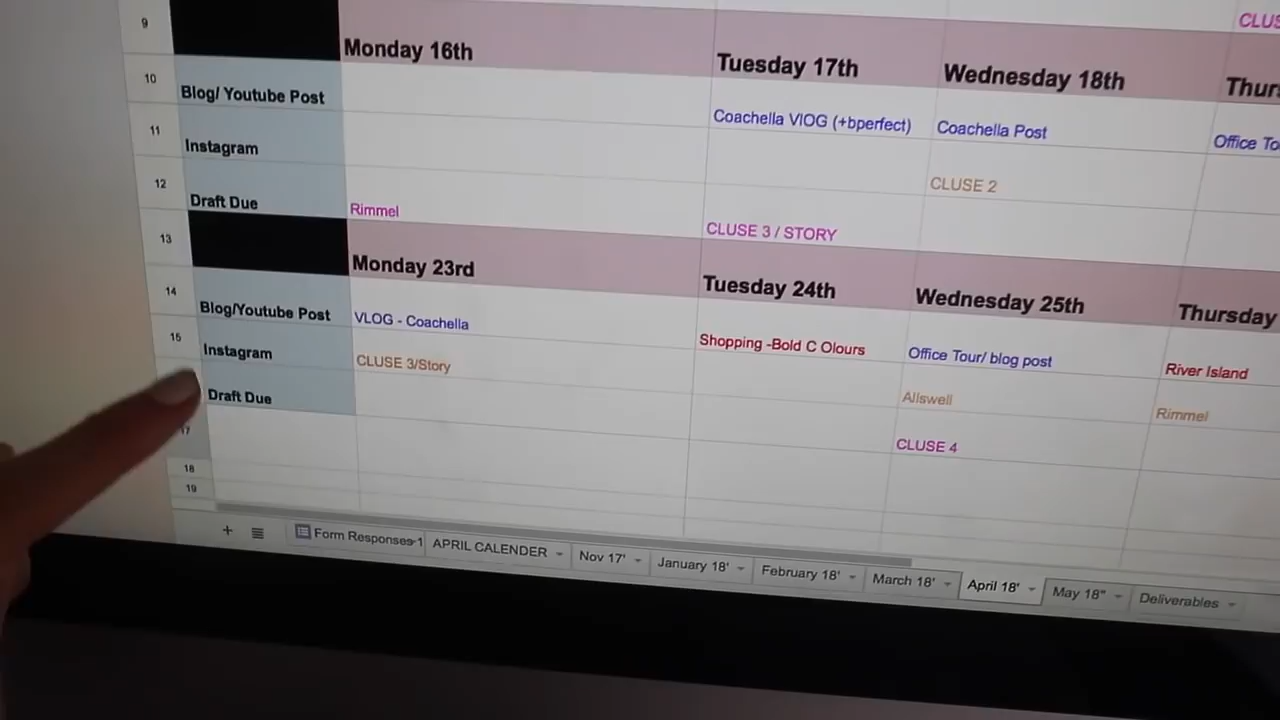 CLUS
9
Monday 16th
Tuesday 17th
Wednesday 18th
Thurs
10
Blog/ Youtube Post
Coachella VIOG (+bperfect)
Coachella Post
Office To
11
Instagram
CLUSE 2
12
Draft Due
Rimmel
CLUSE 3 / STORY
13
Monday 23rd
Tuesday 24th
Wednesday 25th
Thursday
14
Blog/Youtube Post
VLOG - Coachella
Shopping -Bold C Olours
Office Tour/ blog post
River Island
15
Instagram
CLUSE 3/Story
Allswell
Rimmel
Draft Due
CLUSE 4
17
18
19
+
Form Responses 1
APRIL CALENDER
Nov 17'
January 18'
February 18'
March 18'
April 18'
May 18"
Deliverables